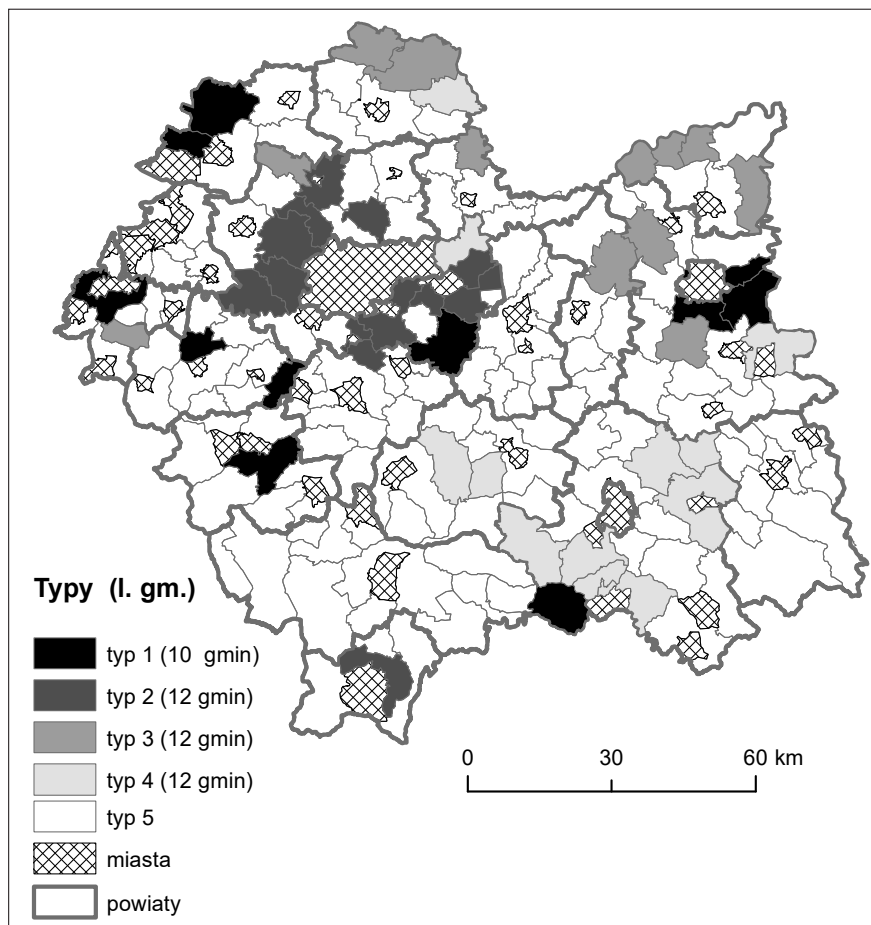 Typy (l. gm.)
typ 1 (10 gmin)
typ 2 (12 gmin)
typ 3 (12 gmin)
typ 4 (12 gmin)
typ 5
miasta
powiaty
0 30 60 km